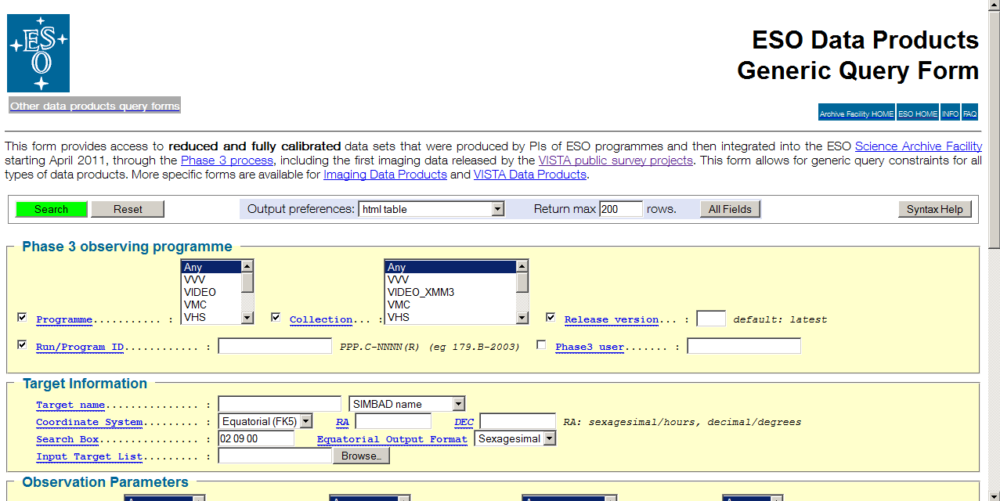 ESO
ESO Data Products
Generic Query Form
Other data products query forms
Archive Facility HOME ESO HOME INFO FAQ
This form provides access to reduced and fully calibrated data sets that were produced by PIs of ESO programmes and then integrated into the ESO Science Archive Facility
starting April 2011, through the Phase 3 process, including the first imaging data released by the VISTA public survey projects. This form allows for generic query constraints for all
types of data products. More specific forms are available for Imaging Data Products and VISTA Data Products.
Search Reset Output preferences: html table Return max 200 rows. All Fields Syntax Help
Phase 3 observing programme
Any Any
VVV VVV
VIDEO VIDEO_XMM3
VMC VMC
VHS VHS
Programme........... : Collection... : Release version... : default: latest
Run/Program ID............ : PPP.C-NNNN(R) (eg 179.B-2003) Phase3 user....... :
Target Information
Target name............... : SIMBAD name
Coordinate System......... : Equatorial (FK5) RA DEC RA: sexagesimal/hours, decimal/degrees
Search Box................ : 02 09 00 Equatorial Output Format Sexagesimal
Input Target List......... : Browse...
Observation Parameters